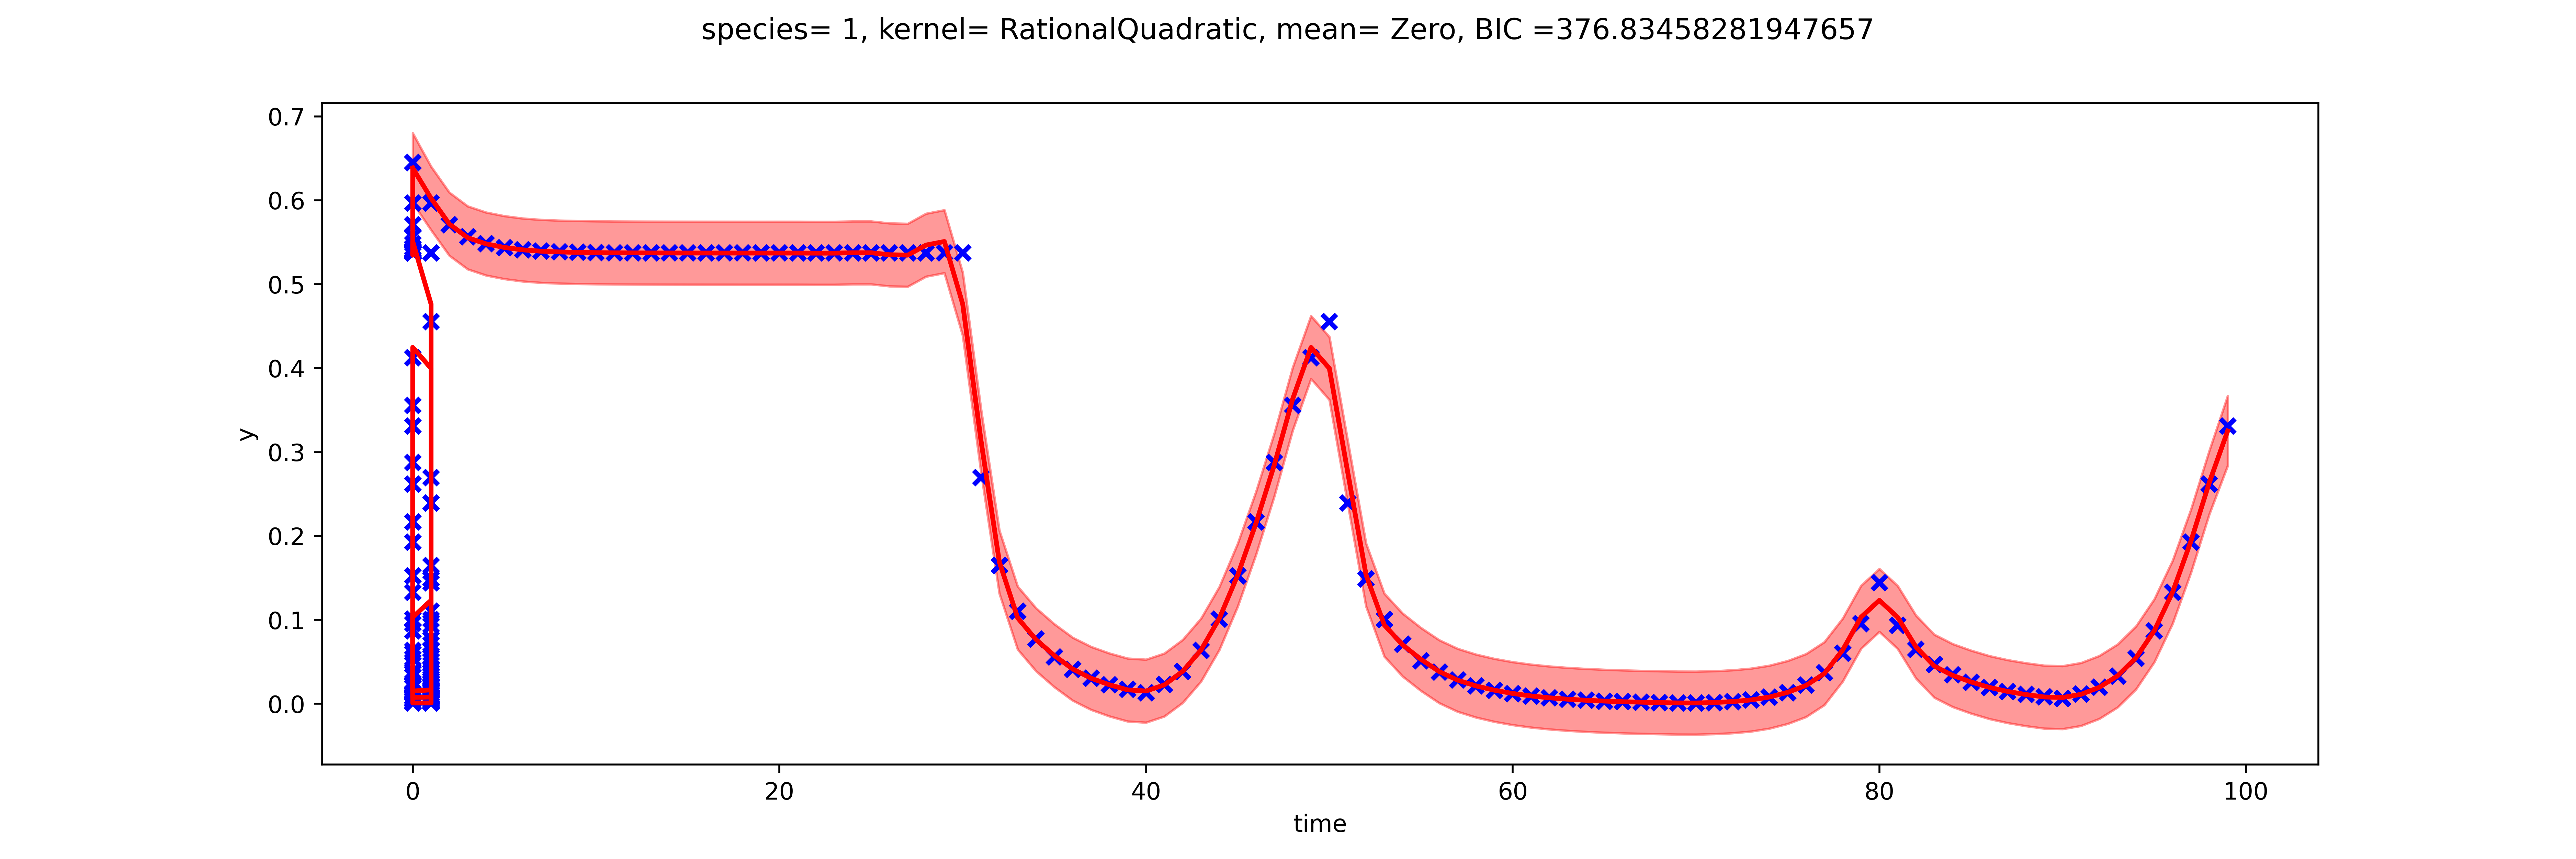 species= 1, kernel= RationalQuadratic, mean= Zero, BIC =376.83458281947657
0.7
0.6
0.5
0.4
0.3
0.2
0.1
0.0
y
0 20 40 60 80 100
time